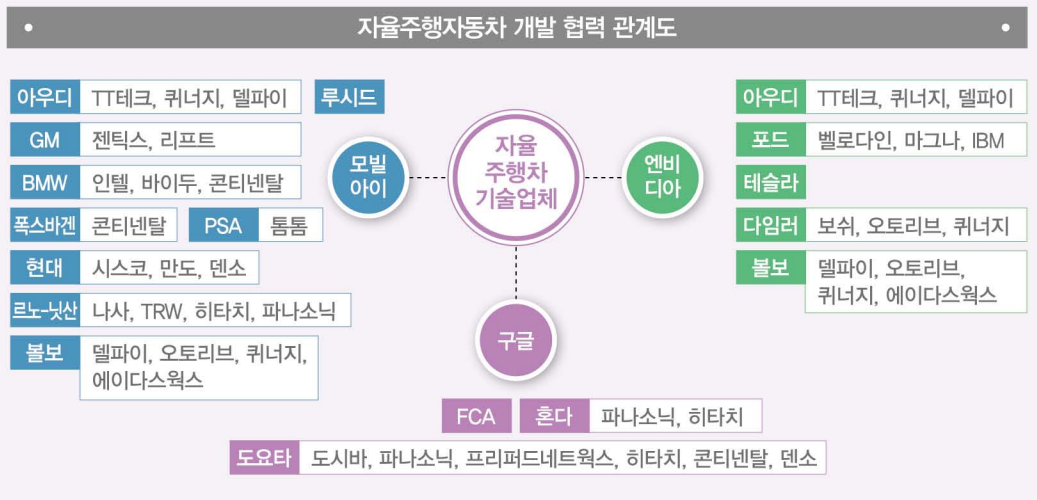 자율주행자동차 개발 협력 관계도
아우디 TT테크, 퀴너지, 델파이 루시드
GM 젠틱스, 리프트
BMW 인텔, 바이두, 콘티넨탈
폭스바겐 콘티넨탈 PSA 톰톰
현대 시스코, 만도, 덴소
르노-닛산 나사, TRW, 히타치, 파나소닉
볼보 델파이, 오토리브, 퀴너지,
에이다스웍스
모빌
아이
자율
주행차
기술업체
엔비
디아
구글
아우디 TT테크, 퀴너지, 델파이
포드 벨로다인, 마그나, IBM
테슬라
다임러 보쉬, 오토리브, 퀴너지
볼보 델파이, 오토리브,
퀴너지, 에이다스웍스
FCA 혼다 파나소닉, 히타치
도요타 도시바, 파나소닉, 프리퍼드네트웍스, 히타치, 콘티넨탈, 덴소